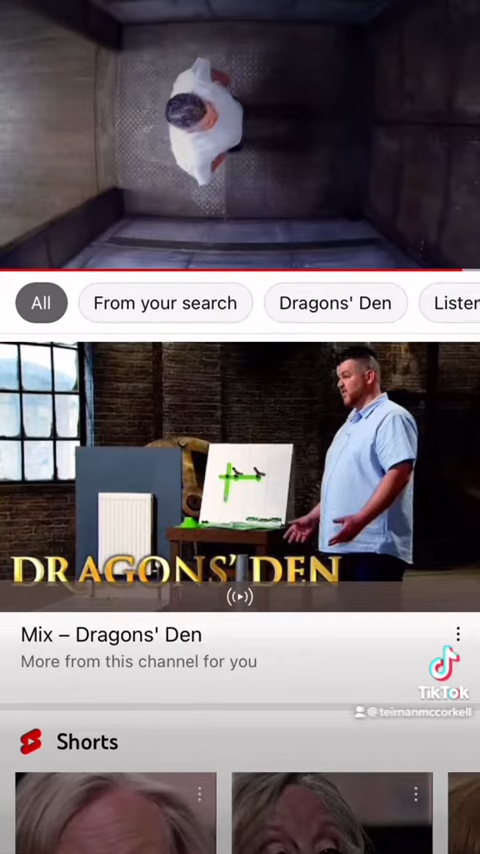 All
From your search
Dragons' Den
Listen
DRAGONS' DEN
Mix – Dragons' Den
More from this channel for you
TikTok
@teirnanmccorkell
Shorts